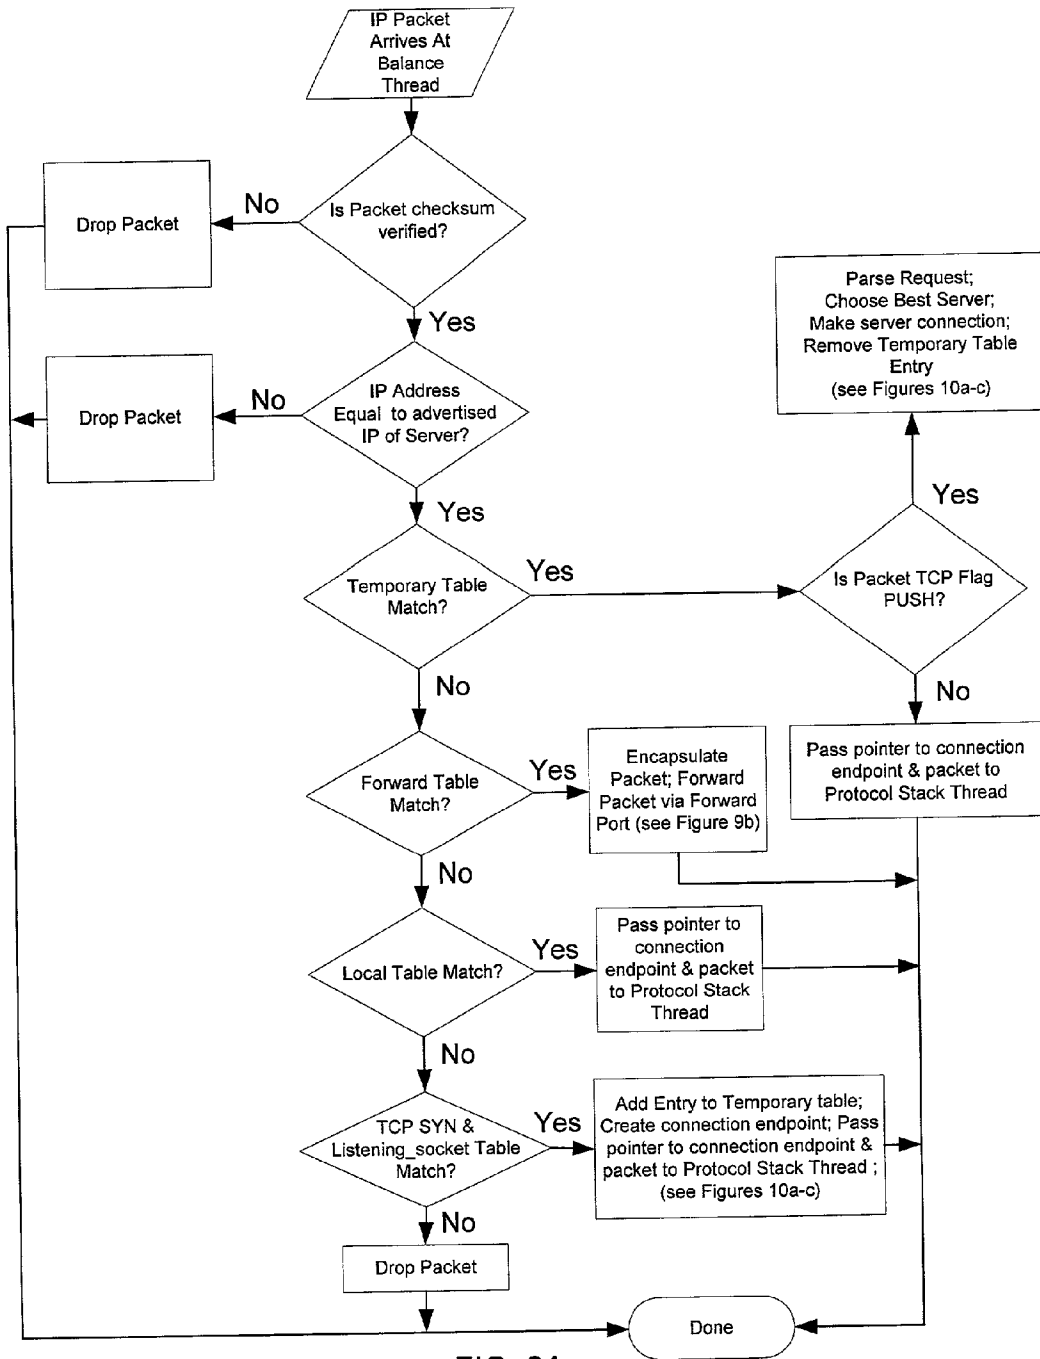 IP Packet
Arrives At
Balance
Thread
Is Packet checksum
verified?
No
Drop Packet
Yes
IP Address
Equal to advertised
IP of Server?
No
Drop Packet
Yes
Temporary Table
Match?
Yes
Is Packet TCP Flag
PUSH?
Yes
Parse Request;
Choose Best Server;
Make server connection;
Remove Temporary Table
Entry
(see Figures 10a-c)
No
Pass pointer to connection
endpoint & packet to
Protocol Stack Thread
No
Forward Table
Match?
Yes
Encapsulate
Packet; Forward
Packet via Forward
Port (see Figure 9b)
No
Local Table Match?
Yes
Pass pointer to
connection
endpoint & packet
to Protocol Stack
Thread
No
TCP SYN &
Listening_socket Table
Match?
Yes
Add Entry to Temporary table;
Create connection endpoint; Pass
pointer to connection endpoint &
packet to Protocol Stack Thread ;
(see Figures 10a-c)
No
Drop Packet
Done